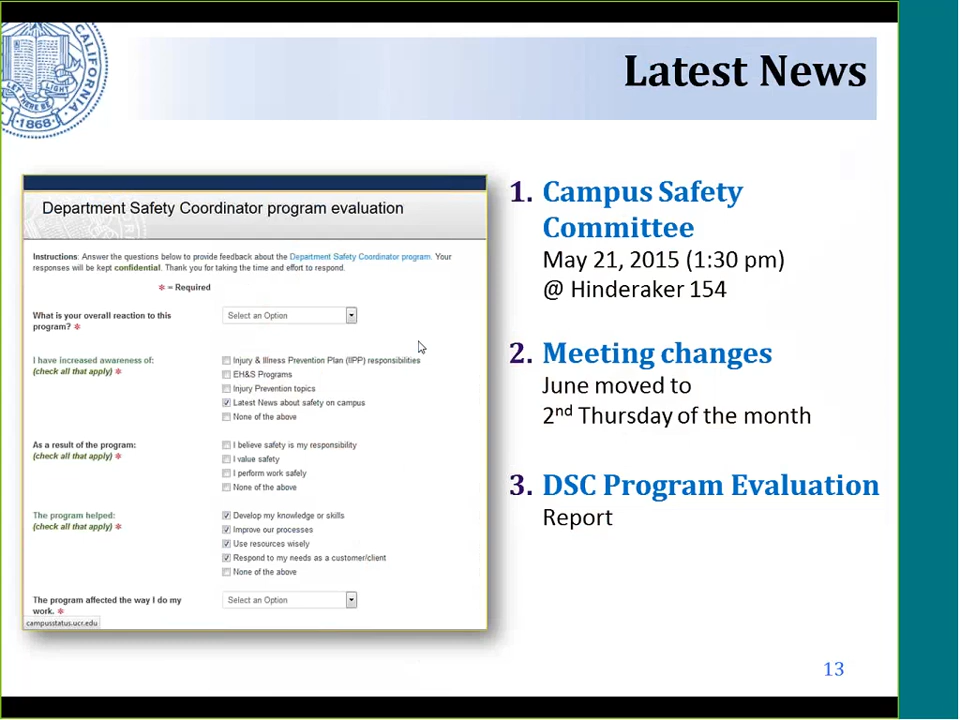 CALIFORNIA
LET THERE BE LIGHT
1868
Latest News
Department Safety Coordinator program evaluation
Instructions: Answer the questions below to provide feedback about the Department Safety Coordinator program. Your
responses will be kept confidential. Thank you for taking the time and effort to respond.
* = Required
What is your overall reaction to this
program? *
Select an Option
I have increased awareness of:
(check all that apply) *
Injury & Illness Prevention Plan (IIPP) responsibilities
EH&S Programs
Injury Prevention topics
Latest News about safety on campus
None of the above
As a result of the program:
(check all that apply) *
I believe safety is my responsibility
I value safety
I perform work safely
None of the above
The program helped:
(check all that apply) *
Develop my knowledge or skills
Improve our processes
Use resources wisely
Respond to my needs as a customer/client
None of the above
The program affected the way I do my
work. *
Select an Option
campusstatus.ucr.edu
1. Campus Safety
Committee
May 21, 2015 (1:30 pm)
@ Hinderaker 154
2. Meeting changes
June moved to
2nd Thursday of the month
3. DSC Program Evaluation
Report
13